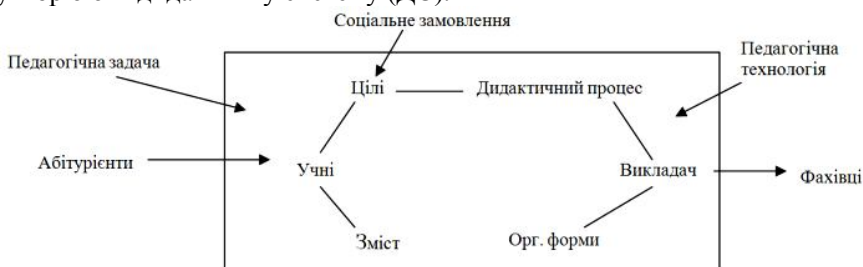 Соціальне замовлення
Педагогічна задача
Педагогічна
технологія
Цілі
Дидактичний процес
Абітурієнти
Учні
Викладач
Фахівці
Зміст
Орг. форми